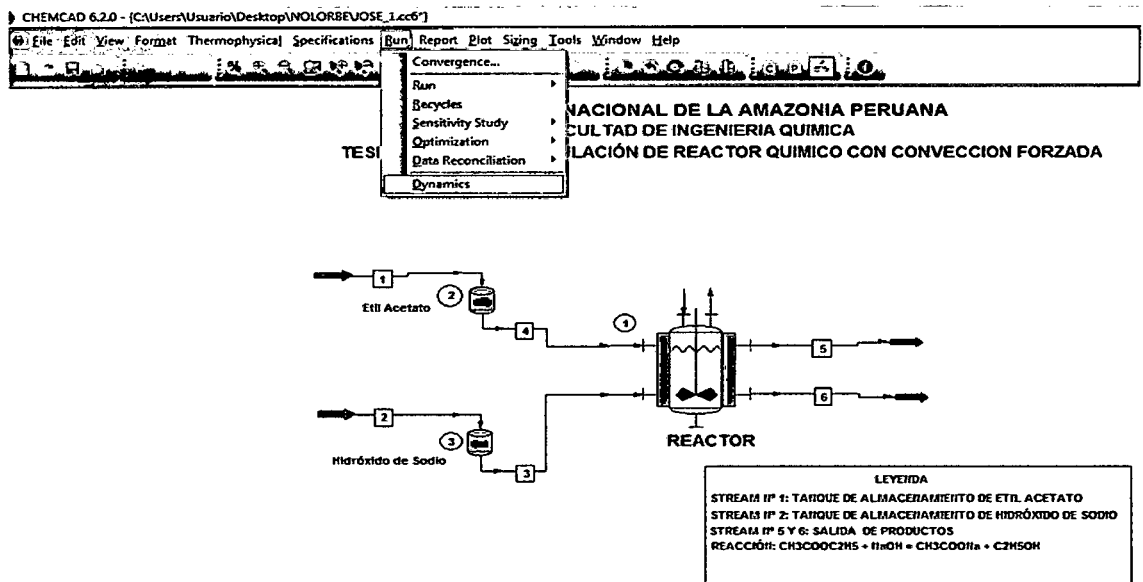 CHEMCAD 6.2.0 - [C:\Users\Usuario\Desktop\NOLORBE\JOSE_1.cc6*]
File Edit View Format Thermophysical Specifications Run Report Plot Sizing Tools Window Help
Convergence...
Run
Recycles
Sensitivity Study
Optimization
Data Reconciliation
Dynamics
NACIONAL DE LA AMAZONIA PERUANA
CULTAD DE INGENIERIA QUIMICA
TESI LACIÓN DE REACTOR QUIMICO CON CONVECCION FORZADA
1
Etil Acetato
2
4
1
5
6
2
3
Hidróxido de Sodio
3
REACTOR
LEYENDA
STREAM Nº 1: TANQUE DE ALMACENAMIENTO DE ETIL ACETATO
STREAM Nº 2: TANQUE DE ALMACENAMIENTO DE HIDRÓXIDO DE SODIO
STREAM Nº 5 Y 6: SALIDA DE PRODUCTOS
REACCIÓN: CH3COOC2H5 + NaOH = CH3COONa + C2H5OH